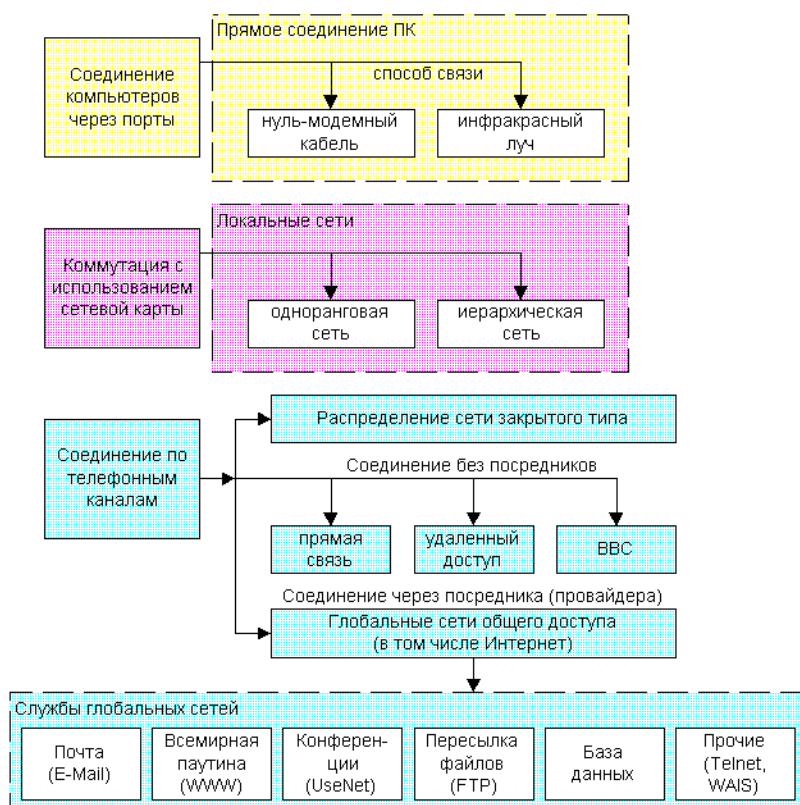 Прямое соединение ПК
Соединение
компьютеров
через порты
способ связи
нуль-модемный
кабель
инфракрасный
луч
Локальные сети
Коммутация с
использованием
сетевой карты
одноранговая
сеть
иерархическая
сеть
Распределение сети закрытого типа
Соединение по
телефонным
каналам
Соединение без посредников
прямая
связь
удаленный
доступ
BBC
Соединение через посредника (провайдера)
Глобальные сети общего доступа
(в том числе Интернет)
Службы глобальных сетей
Почта
(E-Mail)
Всемирная
паутина
(WWW)
Конферен-
ции
(UseNet)
Пересылка
файлов
(FTP)
База
данных
Прочие
(Telnet,
WAIS)